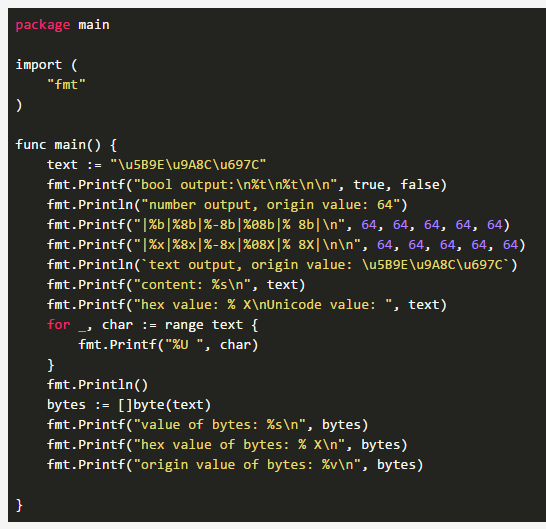 package main
import (
"fmt"
)
func main() {
text := "\u5B9E\u9A8C\u697C"
fmt.Printf("bool output:\n%t\n%t\n\n", true, false)
fmt.Println("number output, origin value: 64")
fmt.Printf("|%b|%8b|%-8b|%08b|% 8b|\n", 64, 64, 64, 64, 64)
fmt.Printf("|%x|%8x|%-8x|%08X|% 8X|\n\n", 64, 64, 64, 64, 64)
fmt.Println(`text output, origin value: \u5B9E\u9A8C\u697C`)
fmt.Printf("content: %s\n", text)
fmt.Printf("hex value: % X\nUnicode value: ", text)
for _, char := range text {
fmt.Printf("%U ", char)
}
fmt.Println()
bytes := []byte(text)
fmt.Printf("value of bytes: %s\n", bytes)
fmt.Printf("hex value of bytes: % X\n", bytes)
fmt.Printf("origin value of bytes: %v\n", bytes)
}